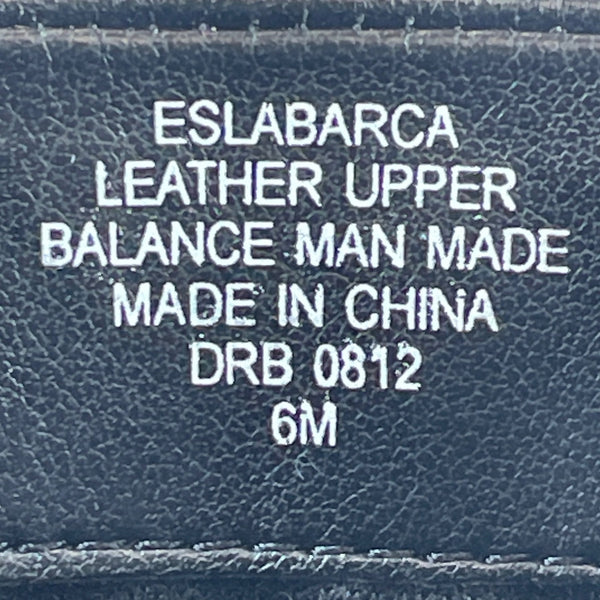 ESLABARCA
LEATHER UPPER
BALANCE MAN MADE
MADE IN CHINA
DRB 0812
6M